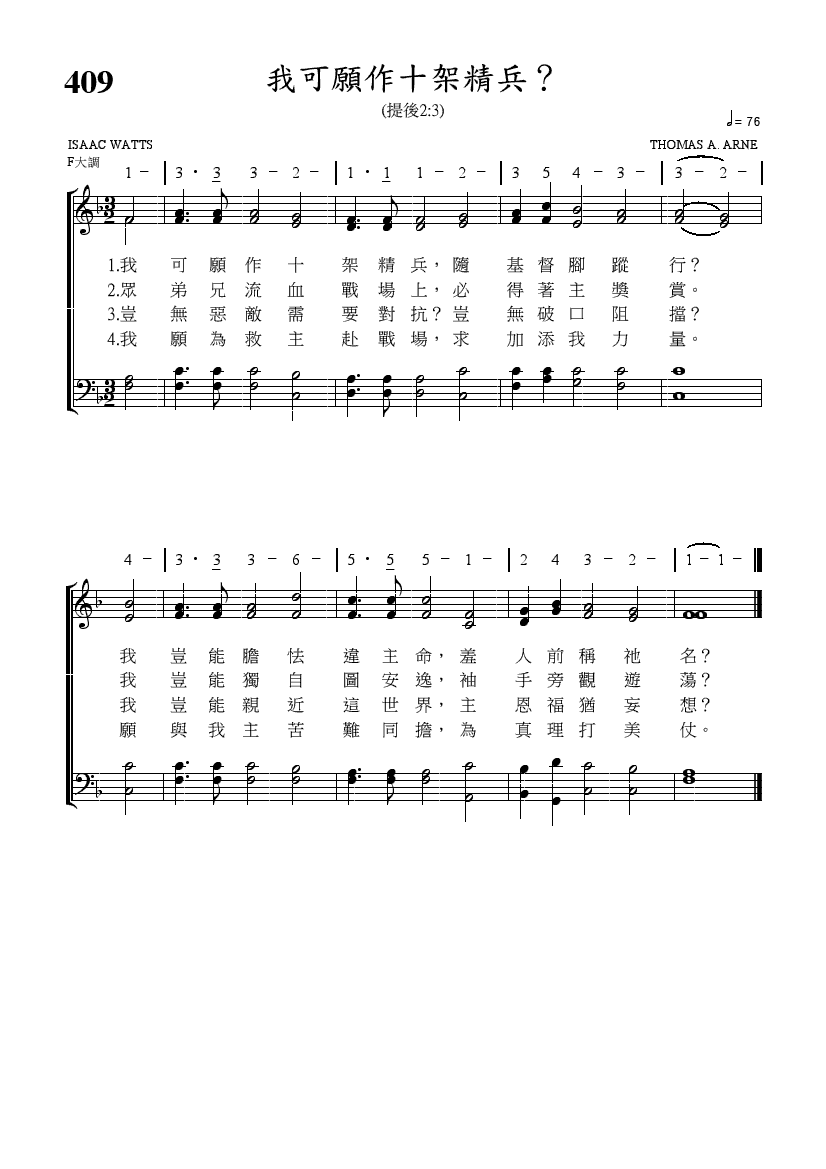 409
我可願作十架精兵？
(提後2:3)
= 76
ISAAC WATTS
THOMAS A. ARNE
F大調
1 – 3 · 3 3 – 2 – 1 · 1 1 – 2 – 3 5 4 – 3 – 3 – 2 –
3 2
1.我可願作十架精兵，隨基督腳蹤行？
2.眾弟兄流血戰場上，必得著主獎賞。
3.豈無惡敵需要對抗？豈無破口阻擋？
4.我願為救主赴戰場，求加添我力量。
3 2
4 – 3 · 3 3 – 6 – 5 · 5 5 – 1 – 2 4 3 – 2 – 1 – 1 –
我豈能膽怯違主命，羞人前稱祂名？
我豈能獨自圖安逸，袖手旁觀遊蕩？
我豈能親近這世界，主恩福猶妄想？
願與我主苦難同擔，為真理打美仗。